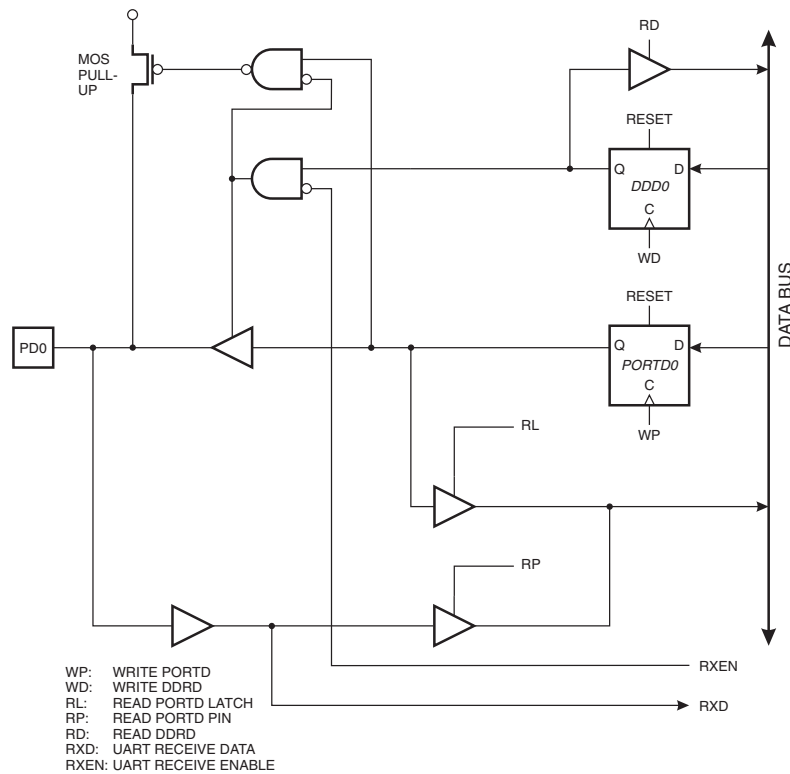 RD
MOS
PULL-
UP
RESET
Q
D
DDD0
C
WD
DATA BUS
RESET
PD0
Q
D
PORTD0
C
WP
RL
RP
RXEN
WP: WRITE PORTD
WD: WRITE DDRD
RL: READ PORTD LATCH
RP: READ PORTD PIN
RD: READ DDRD
RXD: UART RECEIVE DATA
RXEN: UART RECEIVE ENABLE
RXD